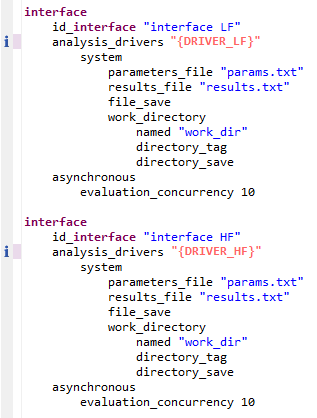 interface
id_interface "interface LF"
analysis_drivers "{DRIVER_LF}"
system
parameters_file "params.txt"
results_file "results.txt"
file_save
work_directory
named "work_dir"
directory_tag
directory_save
asynchronous
evaluation_concurrency 10
interface
id_interface "interface HF"
analysis_drivers "{DRIVER_HF}"
system
parameters_file "params.txt"
results_file "results.txt"
file_save
work_directory
named "work_dir"
directory_tag
directory_save
asynchronous
evaluation_concurrency 10